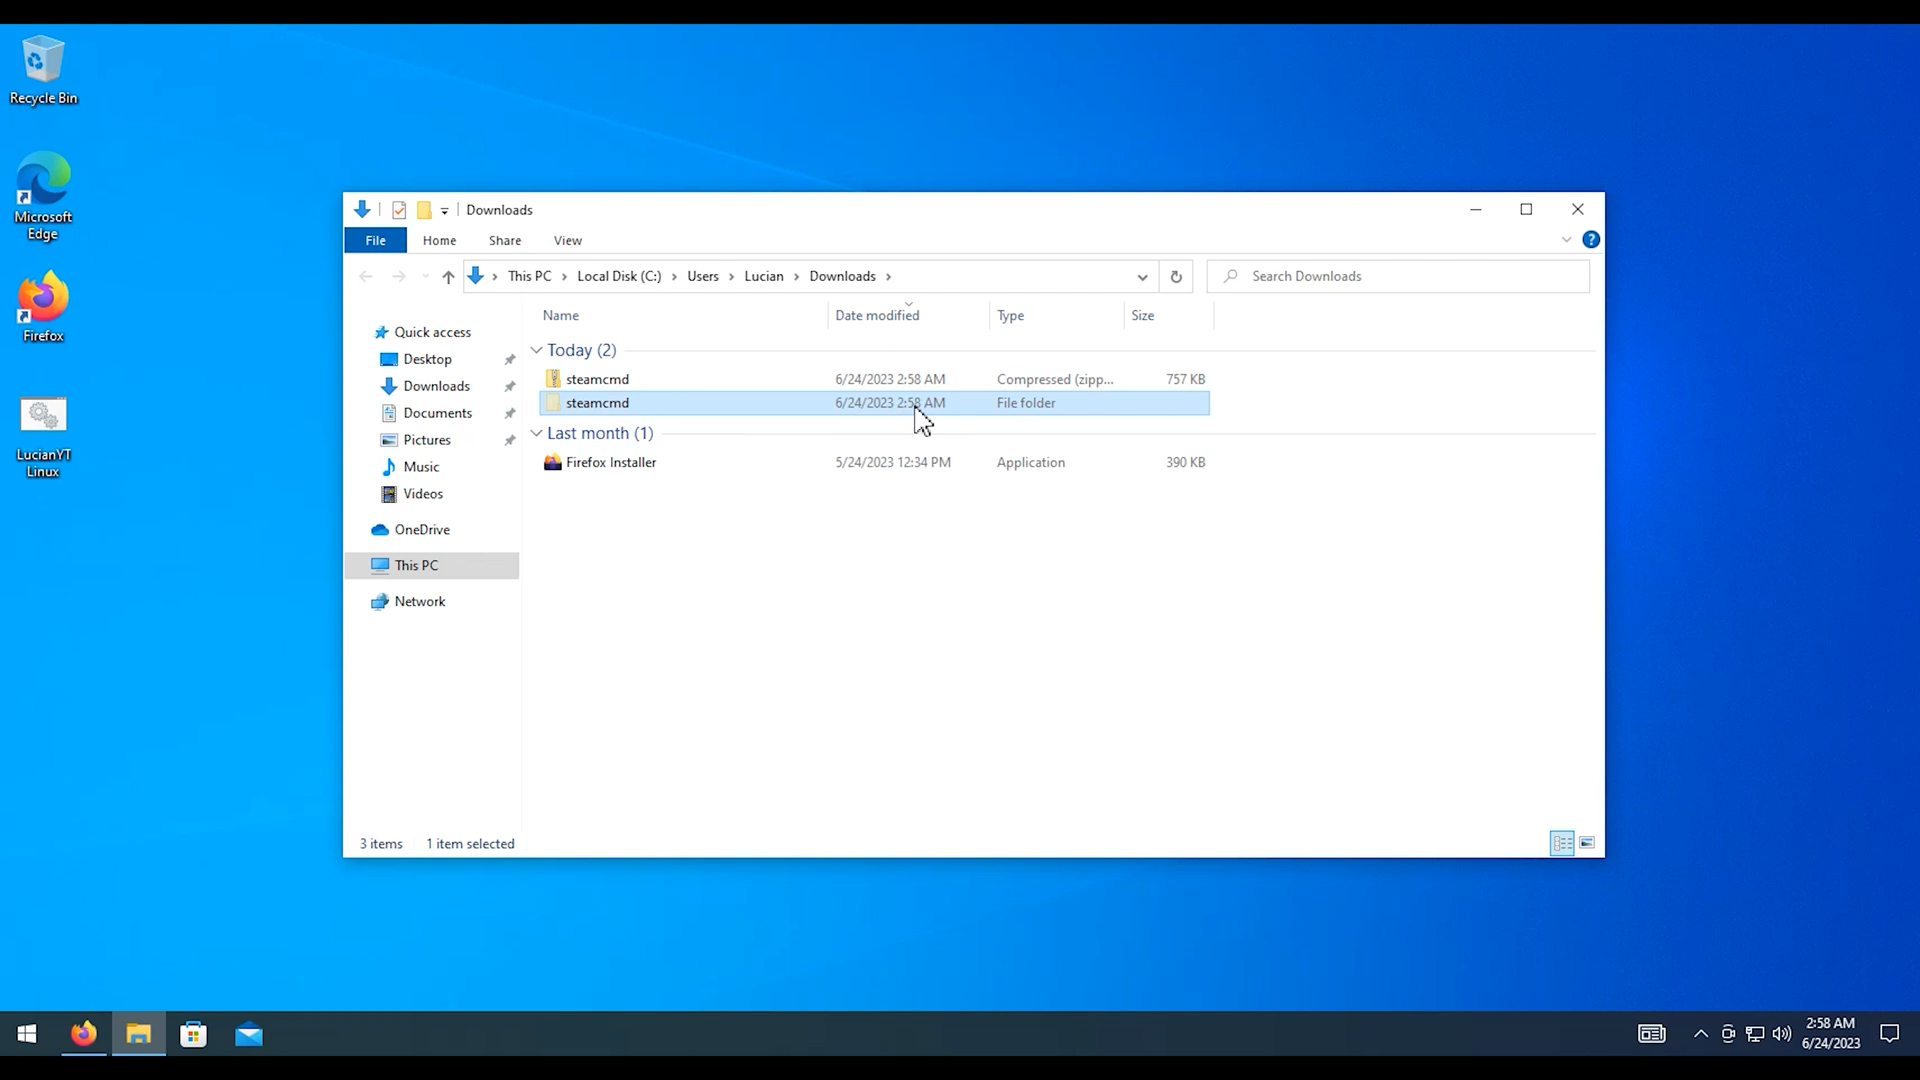 Recycle Bin
Microsoft
Edge
Firefox
LucianYT
Linux
Downloads
File Home Share View
This PC Local Disk (C:) Users Lucian Downloads
Search Downloads
Name Date modified Type Size
Quick access
Desktop
Downloads
Documents
Pictures
Music
Videos
OneDrive
This PC
Network
Today (2)
steamcmd 6/24/2023 2:58 AM Compressed (zipp... 757 KB
steamcmd 6/24/2023 2:58 AM File folder
Last month (1)
Firefox Installer 5/24/2023 12:34 PM Application 390 KB
3 items 1 item selected
2:58 AM
6/24/2023